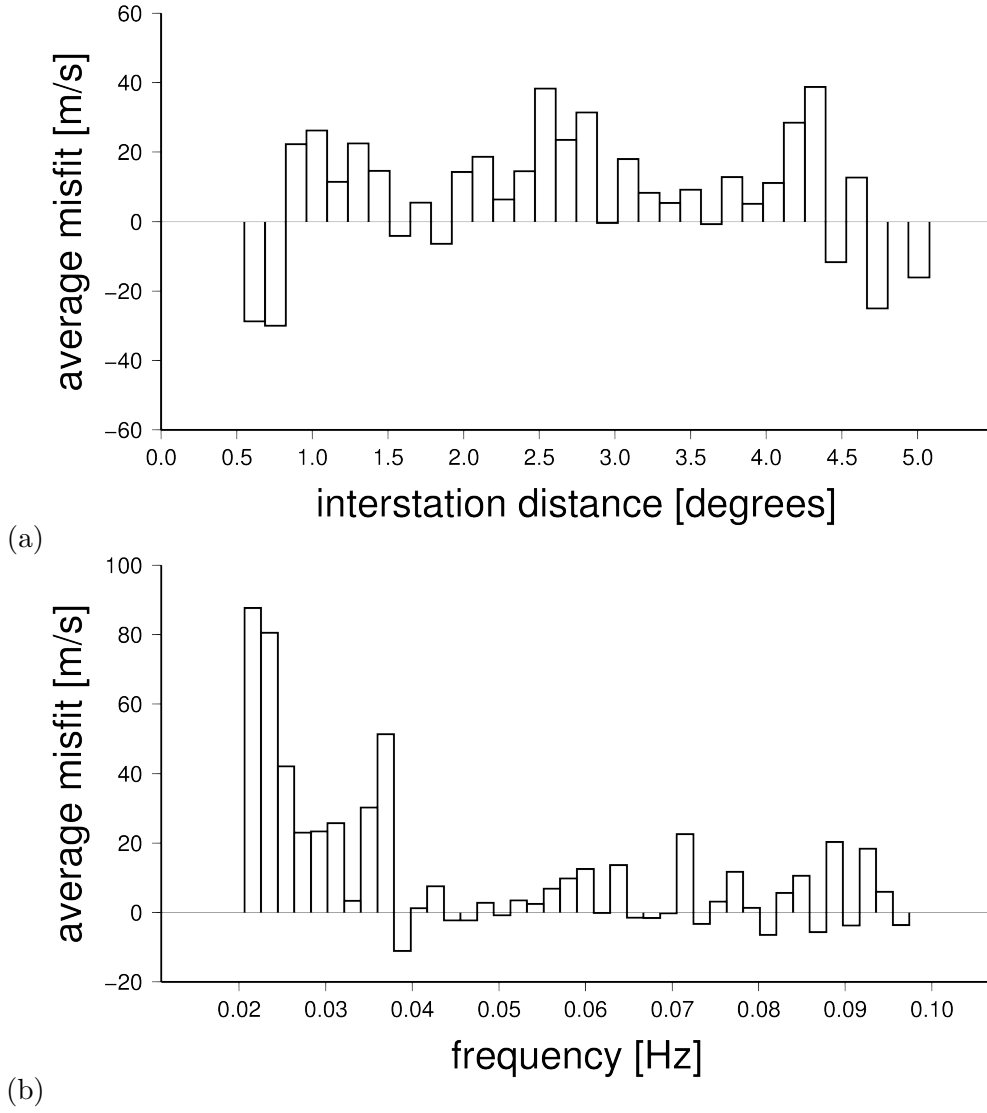 60
40
20
0
−20
−40
−60
average misfit [m/s]
0.0 0.5 1.0 1.5 2.0 2.5 3.0 3.5 4.0 4.5 5.0
interstation distance [degrees]
(a)
100
80
60
40
20
0
−20
average misfit [m/s]
0.02 0.03 0.04 0.05 0.06 0.07 0.08 0.09 0.10
frequency [Hz]
(b)